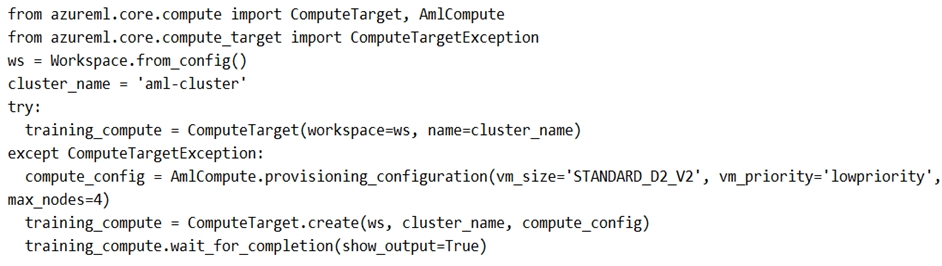 from azureml.core.compute import ComputeTarget, AmlCompute
from azureml.core.compute_target import ComputeTargetException
ws = Workspace.from_config()
cluster_name = 'aml-cluster'
try:
  training_compute = ComputeTarget(workspace=ws, name=cluster_name)
except ComputeTargetException:
  compute_config = AmlCompute.provisioning_configuration(vm_size='STANDARD_D2_V2', vm_priority='lowpriority',
max_nodes=4)
  training_compute = ComputeTarget.create(ws, cluster_name, compute_config)
  training_compute.wait_for_completion(show_output=True)